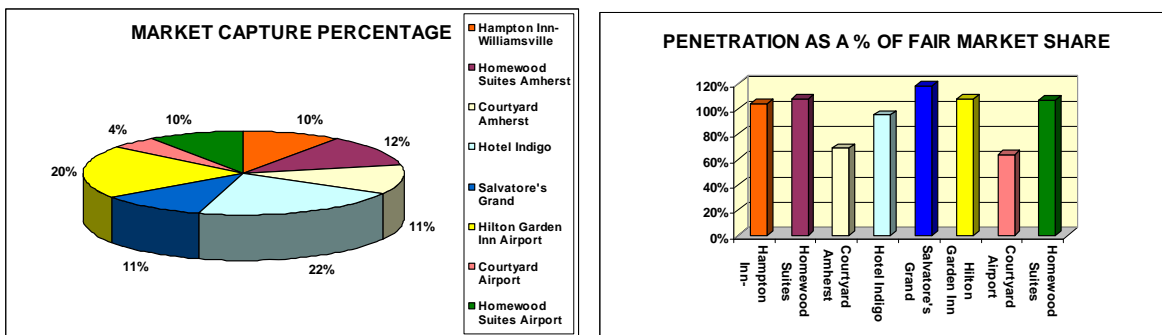 MARKET CAPTURE PERCENTAGE
10%
12%
11%
22%
11%
20%
4%
10%
Hampton Inn-
Williamsville
Homewood
Suites Amherst
Courtyard
Amherst
Hotel Indigo
Salvatore's
Grand
Hilton Garden
Inn Airport
Courtyard
Airport
Homewood
Suites Airport
PENETRATION AS A % OF FAIR MARKET SHARE
120%
100%
80%
60%
40%
20%
0%
Hampton
Inn-
Homewood
Suites
Courtyard
Amherst
Hotel Indigo
Salvatore's
Grand
Hilton
Garden Inn
Courtyard
Airport
Homewood
Suites